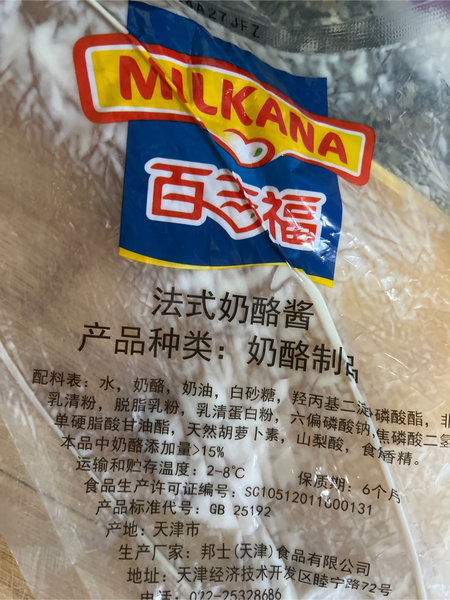 AA27JFZ
MILKANA
百吉福
法式奶酪酱
产品种类：奶酪制品
配料表：水，奶酪，奶油，白砂糖，羟丙基二淀粉磷酸酯，非
乳清粉，脱脂乳粉，乳清蛋白粉，六偏磷酸钠，焦磷酸二氢
单硬脂酸甘油酯，天然胡萝卜素，山梨酸，食用香精。
本品中奶酪添加量>15%
运输和贮存温度：2-8℃ 保质期：6个月
食品生产许可证编号：SC10512011600131
产品标准代号：GB 25192
产地：天津市
生产厂家：邦士(天津)食品有限公司
地址：天津经济技术开发区睦宁路72号
电话：022-25328686